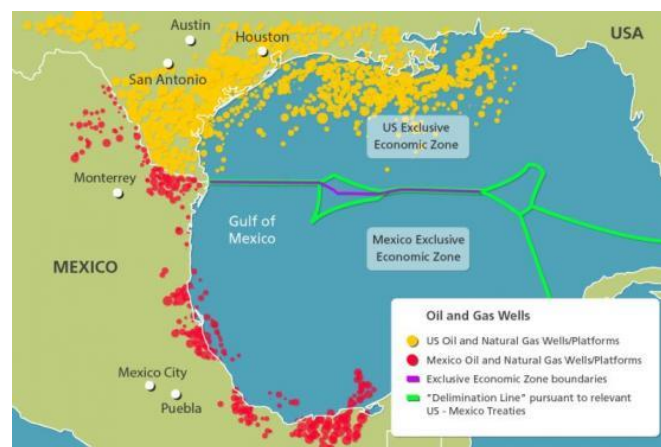 Austin
Houston
USA
San Antonio
US Exclusive
Economic Zone
Monterrey
Gulf of
Mexico
Mexico Exclusive
Economic Zone
MEXICO
Oil and Gas Wells
US Oil and Natural Gas Wells/Platforms
Mexico Oil and Natural Gas Wells/Platforms
Exclusive Economic Zone boundaries
"Delimination Line" pursuant to relevant
US - Mexico Treaties
Mexico City
Puebla